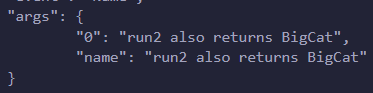 "args": {
"0": "run2 also returns BigCat",
"name": "run2 also returns BigCat"
}